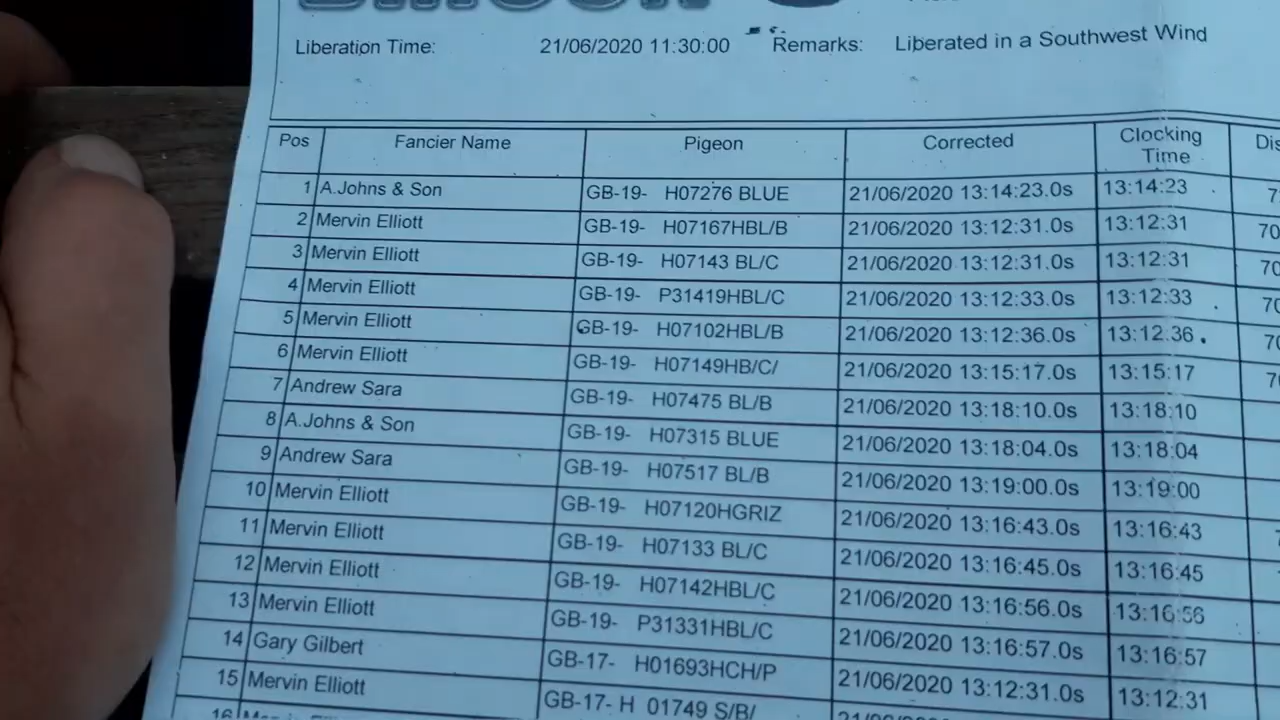 Liberation Time: 21/06/2020 11:30:00 Remarks: Liberated in a Southwest Wind
Pos Fancier Name Pigeon Corrected Clocking Time
1 A.Johns & Son GB-19- H07276 BLUE 21/06/2020 13:14:23.0s 13:14:23
2 Mervin Elliott GB-19- H07167HBL/B 21/06/2020 13:12:31.0s 13:12:31
3 Mervin Elliott GB-19- H07143 BL/C 21/06/2020 13:12:31.0s 13:12:31
4 Mervin Elliott GB-19- P31419HBL/C 21/06/2020 13:12:33.0s 13:12:33
5 Mervin Elliott GB-19- H07102HBL/B 21/06/2020 13:12:36.0s 13:12:36
6 Mervin Elliott GB-19- H07149HB/C/ 21/06/2020 13:15:17.0s 13:15:17
7 Andrew Sara GB-19- H07475 BL/B 21/06/2020 13:18:10.0s 13:18:10
8 A.Johns & Son GB-19- H07315 BLUE 21/06/2020 13:18:04.0s 13:18:04
9 Andrew Sara GB-19- H07517 BL/B 21/06/2020 13:19:00.0s 13:19:00
10 Mervin Elliott GB-19- H07120HGRIZ 21/06/2020 13:16:43.0s 13:16:43
11 Mervin Elliott GB-19- H07133 BL/C 21/06/2020 13:16:45.0s 13:16:45
12 Mervin Elliott GB-19- H07142HBL/C 21/06/2020 13:16:56.0s 13:16:56
13 Mervin Elliott GB-19- P31331HBL/C 21/06/2020 13:16:57.0s 13:16:57
14 Gary Gilbert GB-17- H01693HCH/P 21/06/2020 13:12:31.0s 13:12:31
15 Mervin Elliott GB-17- H 01749 S/B/